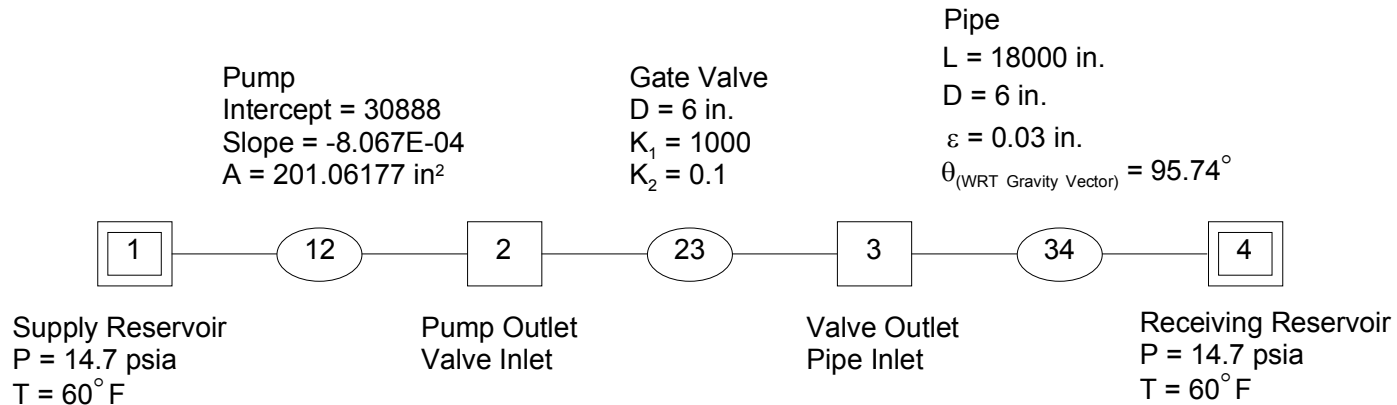 Pump
Intercept = 30888
Slope = -8.067E-04
A = 201.06177 in²
Gate Valve
D = 6 in.
K₁ = 1000
K₂ = 0.1
Pipe
L = 18000 in.
D = 6 in.
ε = 0.03 in.
θ(WRT Gravity Vector) = 95.74°
1
12
2
23
3
34
4
Supply Reservoir
P = 14.7 psia
T = 60° F
Pump Outlet
Valve Inlet
Valve Outlet
Pipe Inlet
Receiving Reservoir
P = 14.7 psia
T = 60° F